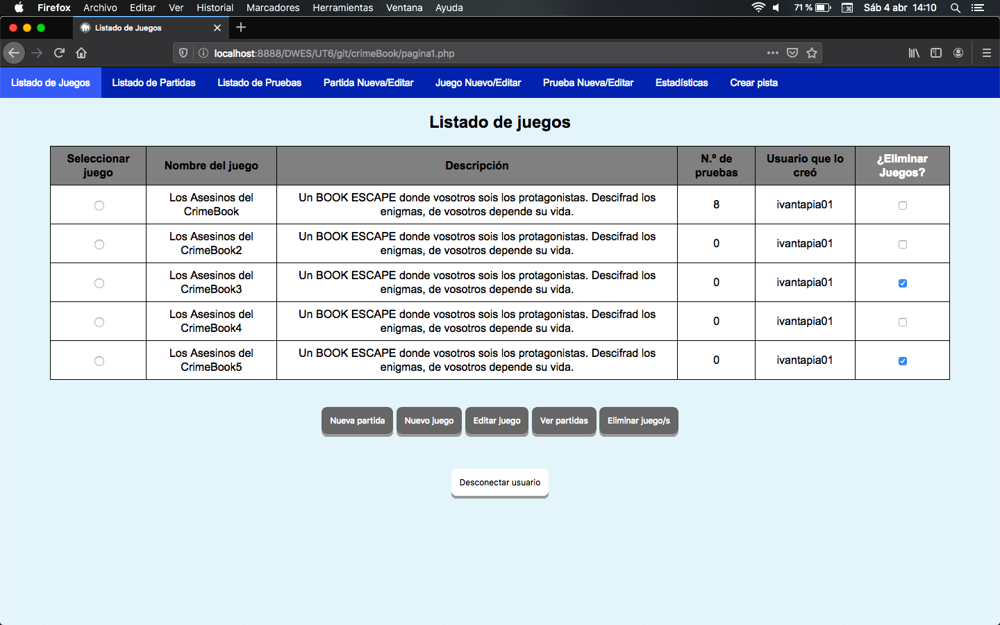 Firefox Archivo Editar Ver Historial Marcadores Herramientas Ventana Ayuda 71 % Sáb 4 abr 14:10
Listado de Juegos
localhost:8888/DWES/UT6/git/crimeBook/pagina1.php
Listado de Juegos Listado de Partidas Listado de Pruebas Partida Nueva/Editar Juego Nuevo/Editar Prueba Nueva/Editar Estadísticas Crear pista
Listado de juegos
Seleccionar
juego
Nombre del juego
Descripción
N.º de
pruebas
Usuario que lo
creó
¿Eliminar
Juegos?
Los Asesinos del
CrimeBook
Un BOOK ESCAPE donde vosotros sois los protagonistas. Descifrad los
enigmas, de vosotros depende su vida.
8
ivantapia01
Los Asesinos del
CrimeBook2
Un BOOK ESCAPE donde vosotros sois los protagonistas. Descifrad los
enigmas, de vosotros depende su vida.
0
ivantapia01
Los Asesinos del
CrimeBook3
Un BOOK ESCAPE donde vosotros sois los protagonistas. Descifrad los
enigmas, de vosotros depende su vida.
0
ivantapia01
Los Asesinos del
CrimeBook4
Un BOOK ESCAPE donde vosotros sois los protagonistas. Descifrad los
enigmas, de vosotros depende su vida.
0
ivantapia01
Los Asesinos del
CrimeBook5
Un BOOK ESCAPE donde vosotros sois los protagonistas. Descifrad los
enigmas, de vosotros depende su vida.
0
ivantapia01
Nueva partida Nuevo juego Editar juego Ver partidas Eliminar juego/s
Desconectar usuario